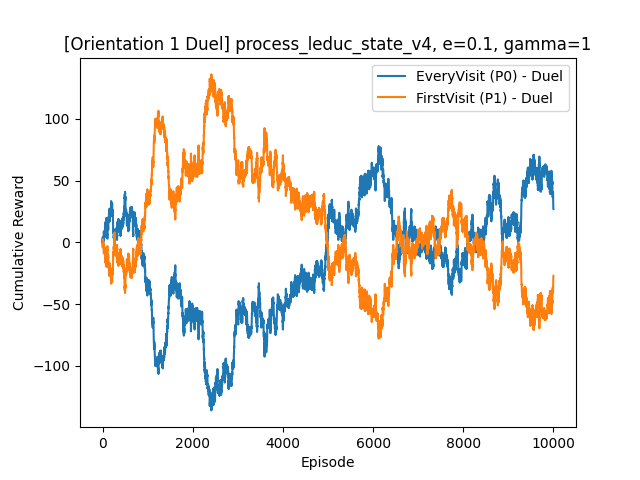 [Orientation 1 Duel] process_leduc_state_v4, e=0.1, gamma=1
EveryVisit (P0) - Duel
FirstVisit (P1) - Duel
100
50
0
−50
−100
Cumulative Reward
0
2000
4000
6000
8000
10000
Episode